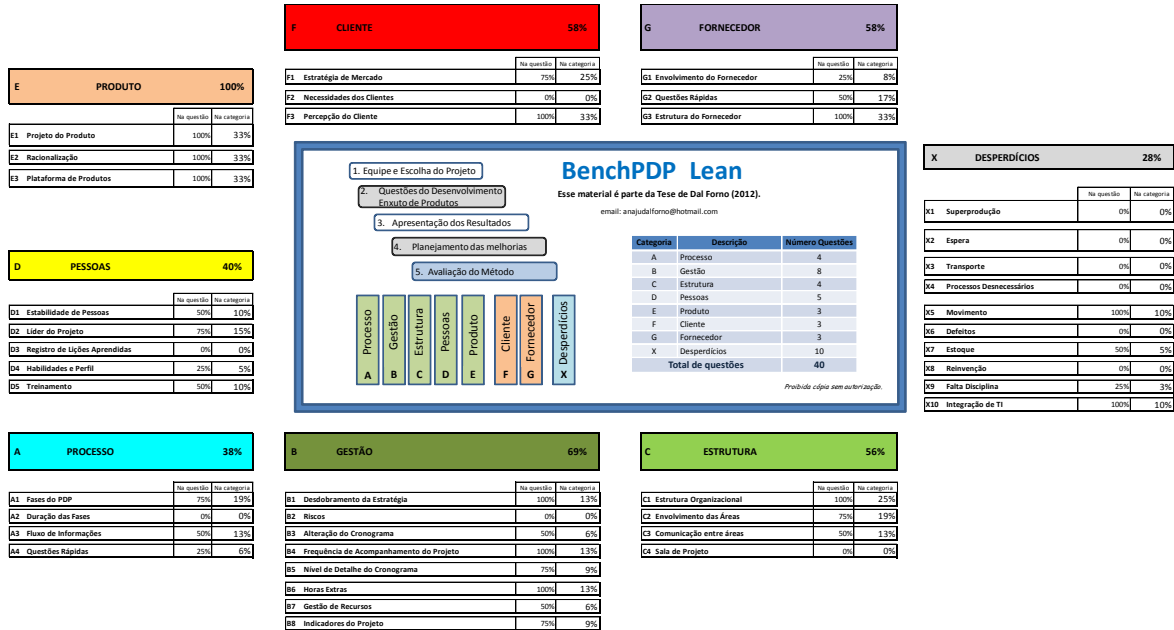 F CLIENTE 58%
Na questão Na categoria
F1 Estratégia de Mercado 75% 25%
F2 Necessidades dos Clientes 0% 0%
F3 Percepção do Cliente 100% 33%
G FORNECEDOR 58%
Na questão Na categoria
G1 Envolvimento do Fornecedor 25% 8%
G2 Questões Rápidas 50% 17%
G3 Estrutura do Fornecedor 100% 33%
E PRODUTO 100%
Na questão Na categoria
E1 Projeto do Produto 100% 33%
E2 Racionalização 100% 33%
E3 Plataforma de Produtos 100% 33%
D PESSOAS 40%
Na questão Na categoria
D1 Estabilidade de Pessoas 50% 10%
D2 Líder do Projeto 75% 15%
D3 Registro de Lições Aprendidas 0% 0%
D4 Habilidades e Perfil 25% 5%
D5 Treinamento 50% 10%
1. Equipe e Escolha do Projeto
2. Questões do Desenvolvimento
Enxuto de Produtos
3. Apresentação dos Resultados
4. Planejamento das melhorias
5. Avaliação do Método
A Processo
B Gestão
C Estrutura
D Pessoas
E Produto
F Cliente
G Fornecedor
X Desperdícios
BenchPDP Lean
Esse material é parte da Tese de Dal Forno (2012).
email: anajudalforno@hotmail.com
Categoria Descrição Número Questões
A Processo 4
B Gestão 8
C Estrutura 4
D Pessoas 5
E Produto 3
F Cliente 3
G Fornecedor 3
X Desperdícios 10
Total de questões 40
Proibida cópia sem autorização.
X DESPERDÍCIOS 28%
Na questão Na categoria
X1 Superprodução 0% 0%
X2 Espera 0% 0%
X3 Transporte 0% 0%
X4 Processos Desnecessários 0% 0%
X5 Movimento 100% 10%
X6 Defeitos 0% 0%
X7 Estoque 50% 5%
X8 Reinvenção 0% 0%
X9 Falta Disciplina 25% 3%
X10 Integração de TI 100% 10%
A PROCESSO 38%
Na questão Na categoria
A1 Fases do PDP 75% 19%
A2 Duração das Fases 0% 0%
A3 Fluxo de Informações 50% 13%
A4 Questões Rápidas 25% 6%
B GESTÃO 69%
Na questão Na categoria
B1 Desdobramento da Estratégia 100% 13%
B2 Riscos 0% 0%
B3 Alteração do Cronograma 50% 6%
B4 Frequência de Acompanhamento do Projeto 100% 13%
B5 Nível de Detalhe do Cronograma 75% 9%
B6 Horas Extras 100% 13%
B7 Gestão de Recursos 50% 6%
B8 Indicadores do Projeto 75% 9%
C ESTRUTURA 56%
Na questão Na categoria
C1 Estrutura Organizacional 100% 25%
C2 Envolvimento das Áreas 75% 19%
C3 Comunicação entre áreas 50% 13%
C4 Sala de Projeto 0% 0%